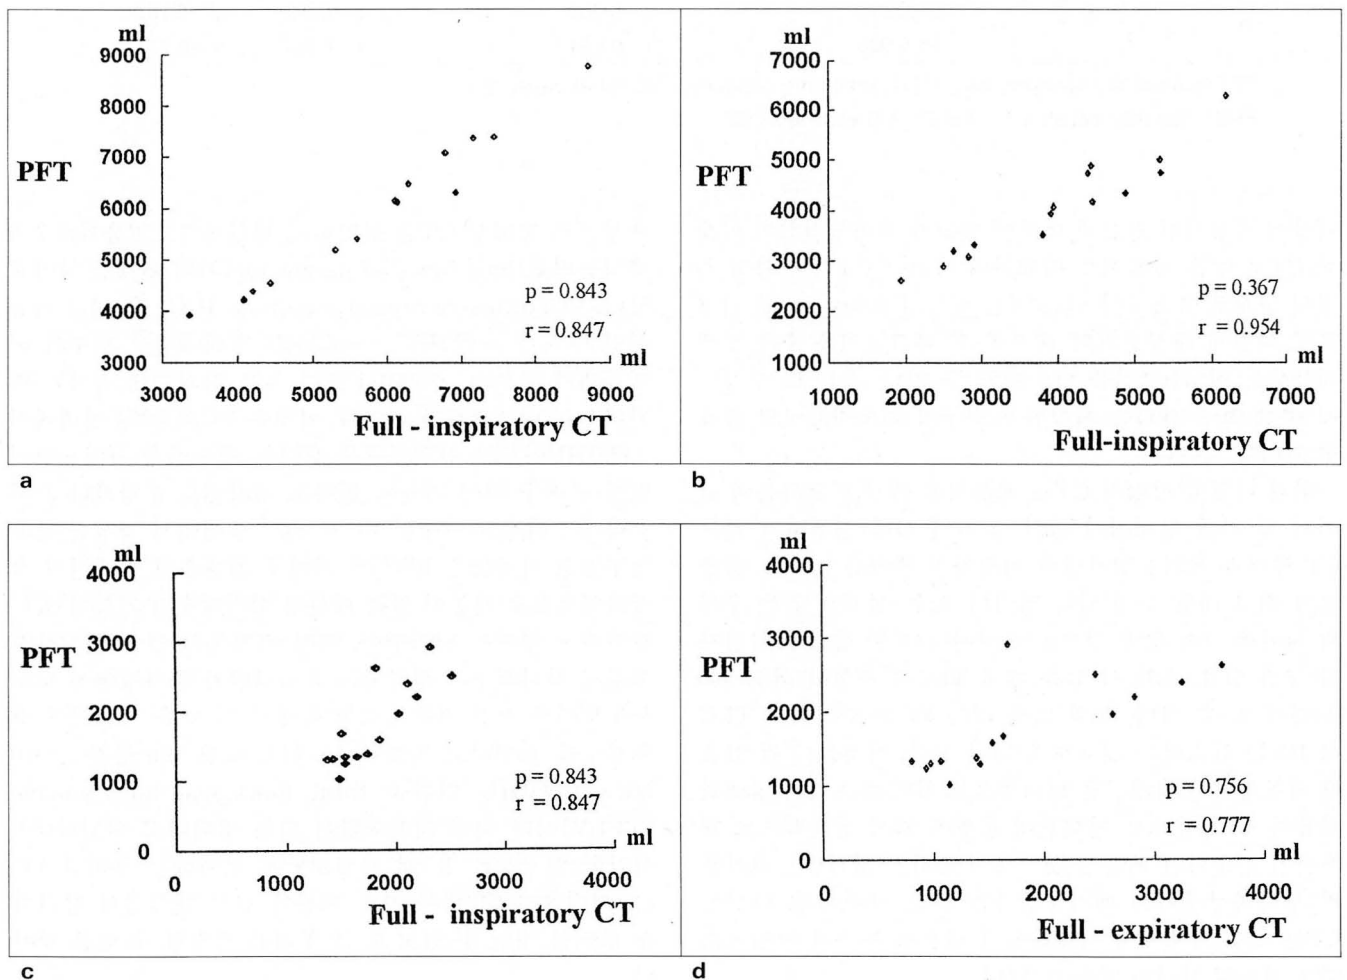 ml
9000
8000
7000
PFT
6000
5000
4000
3000
p = 0.843
r = 0.847
ml
3000 4000 5000 6000 7000 8000 9000
Full - inspiratory CT
a
ml
7000
6000
5000
PFT
4000
3000
2000
1000
p = 0.367
r = 0.954
ml
1000 2000 3000 4000 5000 6000 7000
Full-inspiratory CT
b
ml
4000
3000
PFT
2000
1000
0
p = 0.843
r = 0.847
ml
0 1000 2000 3000 4000
Full - inspiratory CT
c
ml
4000
3000
PFT
2000
1000
0
p = 0.756
r = 0.777
ml
0 1000 2000 3000 4000
Full - expiratory CT
d